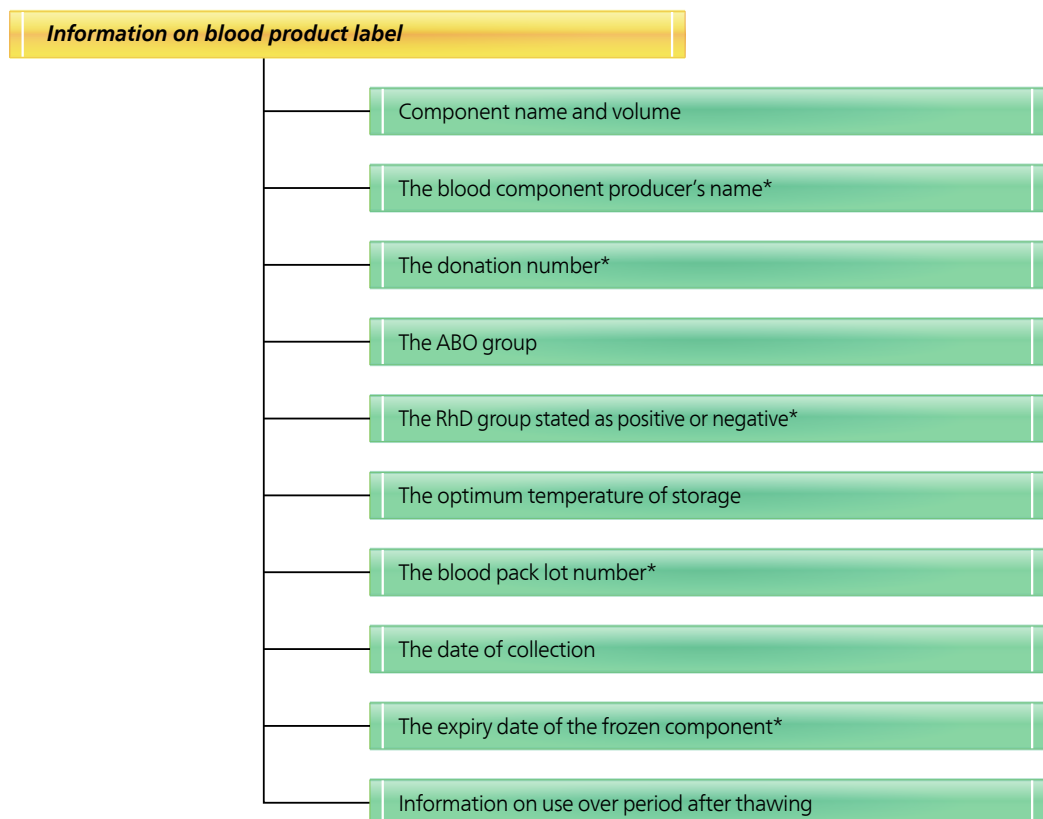 Information on blood product label
Component name and volume
The blood component producer’s name*
The donation number*
The ABO group
The RhD group stated as positive or negative*
The optimum temperature of storage
The blood pack lot number*
The date of collection
The expiry date of the frozen component*
Information on use over period after thawing